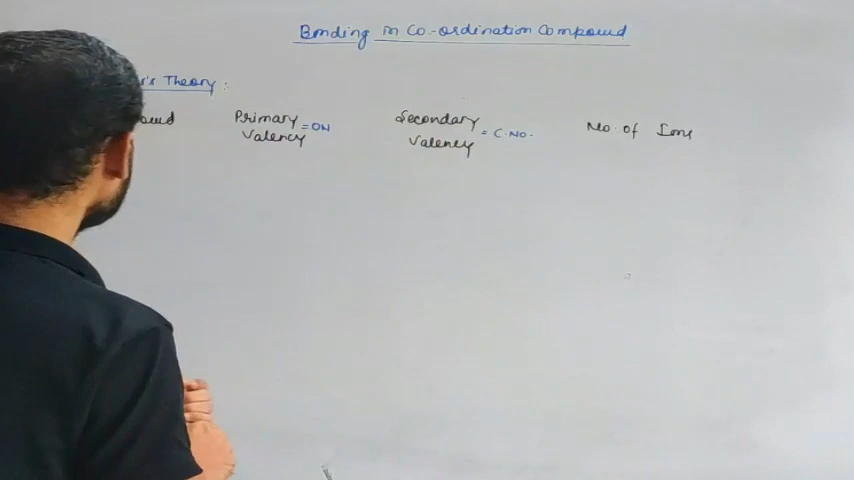 Bonding in Co-ordination Compound
's Theory :
Primary Valency = ON
Secondary Valency = C.NO.
No. of Ions